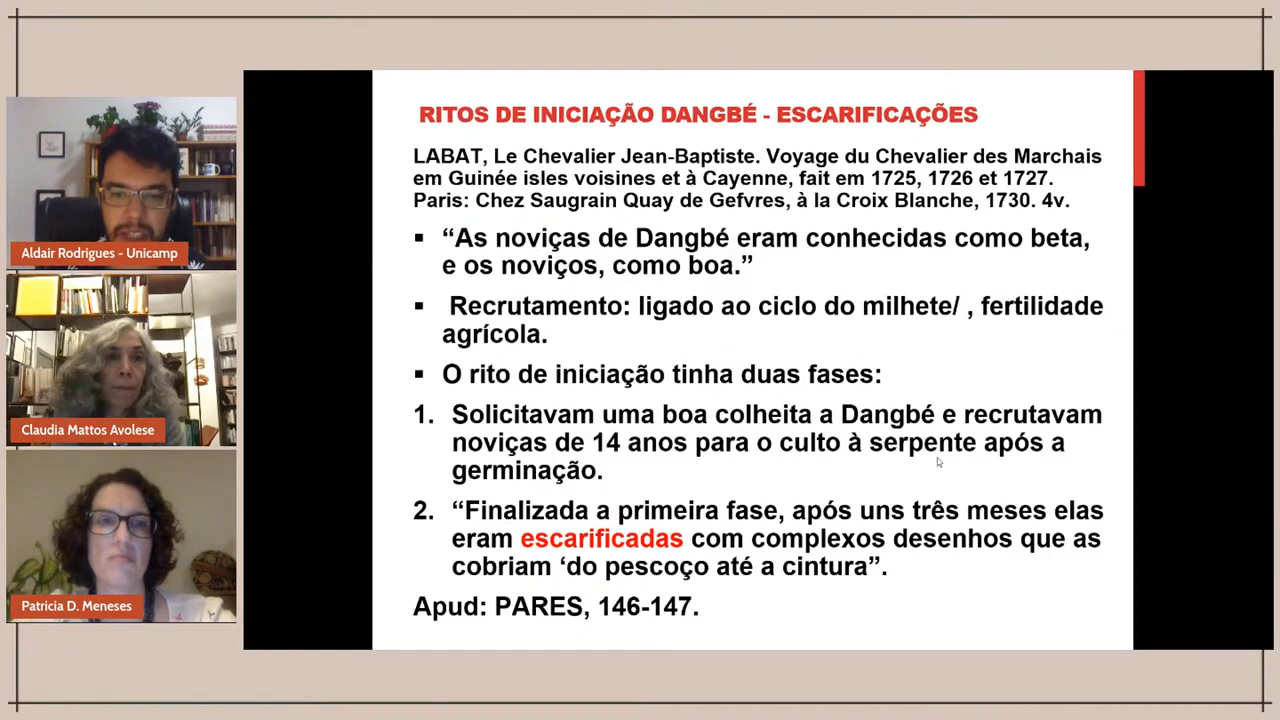 RITOS DE INICIAÇÃO DANGBÉ - ESCARIFICAÇÕES
LABAT, Le Chevalier Jean-Baptiste. Voyage du Chevalier des Marchais
em Guinée isles voisines et à Cayenne, fait em 1725, 1726 et 1727.
Paris: Chez Saugrain Quay de Gefvres, à la Croix Blanche, 1730. 4v.
▪ “As noviças de Dangbé eram conhecidas como beta,
e os noviços, como boa.”
▪ Recrutamento: ligado ao ciclo do milhete/ , fertilidade
agrícola.
▪ O rito de iniciação tinha duas fases:
1. Solicitavam uma boa colheita a Dangbé e recrutavam
noviças de 14 anos para o culto à serpente após a
germinação.
2. “Finalizada a primeira fase, após uns três meses elas
eram escarificadas com complexos desenhos que as
cobriam ‘do pescoço até a cintura”.
Apud: PARES, 146-147.
Aldair Rodrigues - Unicamp
Claudia Mattos Avolese
Patricia D. Meneses